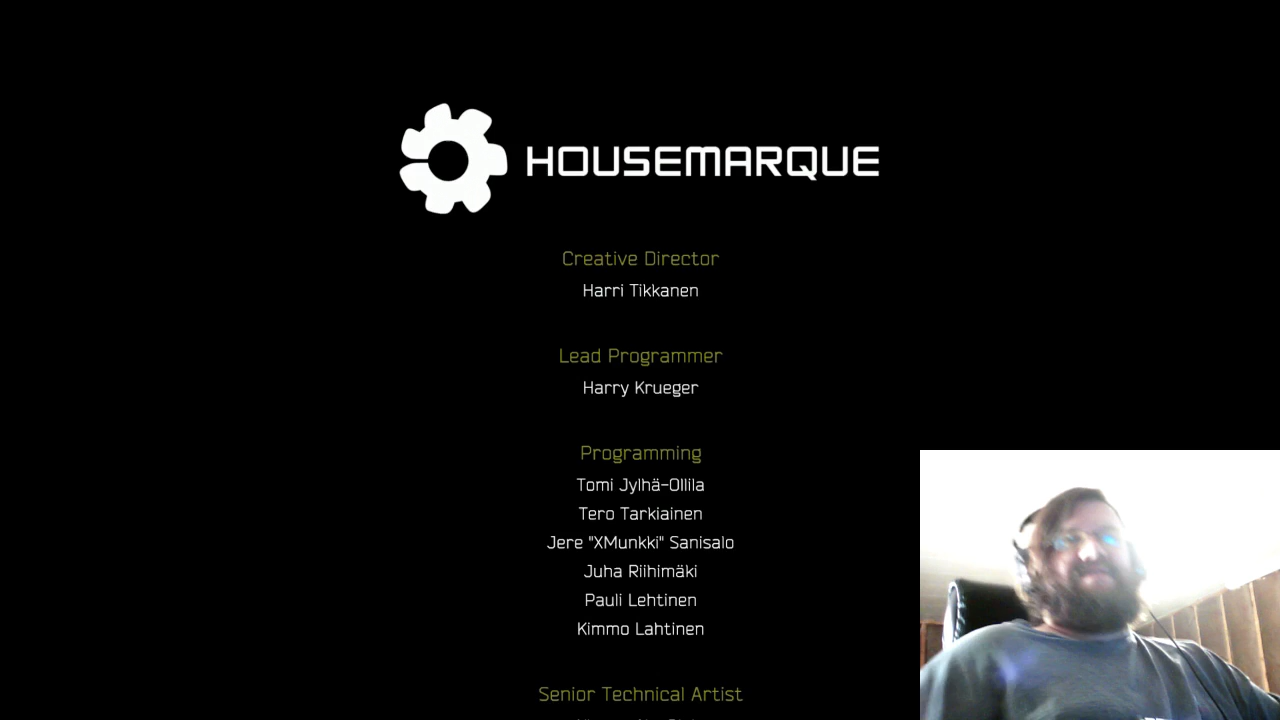 HOUSEMARQUE
Creative Director
Harri Tikkanen
Lead Programmer
Harry Krueger
Programming
Tomi Jylhä-Ollila
Tero Tarkiainen
Jere "XMunkki" Sanisalo
Juha Riihimäki
Pauli Lehtinen
Kimmo Lahtinen
Senior Technical Artist